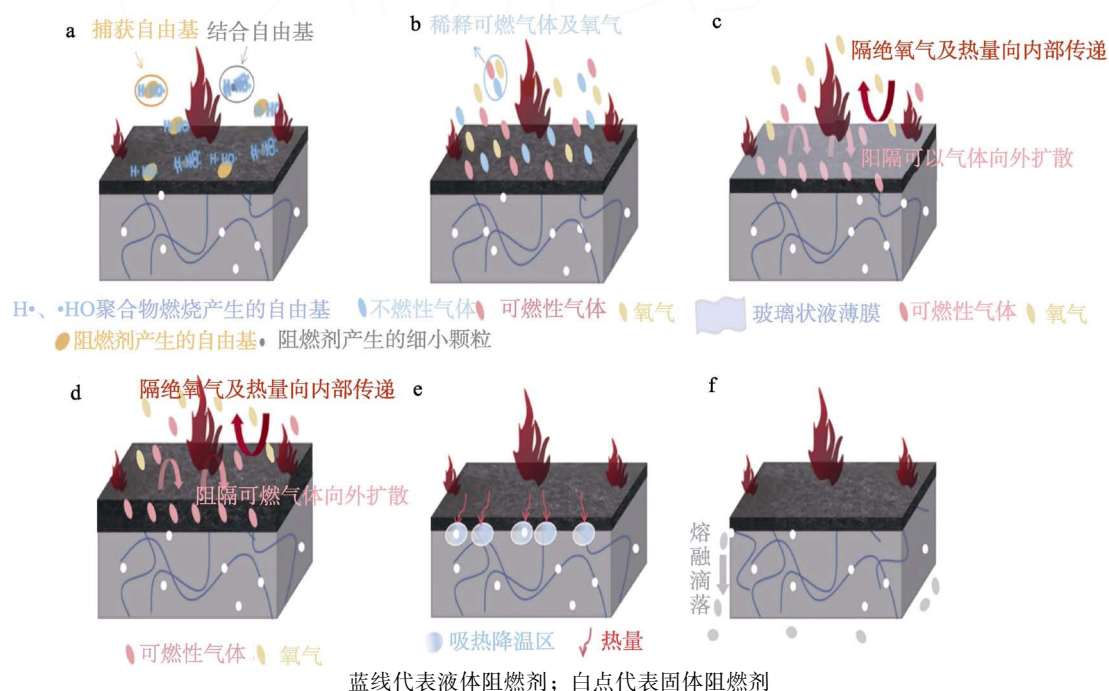 a
捕获自由基
结合自由基
b
稀释可燃气体及氧气
c
隔绝氧气及热量向内部传递
阳隔可以气体向外扩散
H•、•HO聚合物燃烧产生的自由基
不燃性气体
可燃性气体
氧气
玻璃状液薄膜
可燃性气体
氧气
阻燃剂产生的自由基
阻燃剂产生的细小颗粒
d
隔绝氧气及热量向内部传递
阻隔可燃气体向外扩散
e
f
熔融滴落
可燃性气体
氧气
吸热降温区
热量
蓝线代表液体阻燃剂；白点代表固体阻燃剂